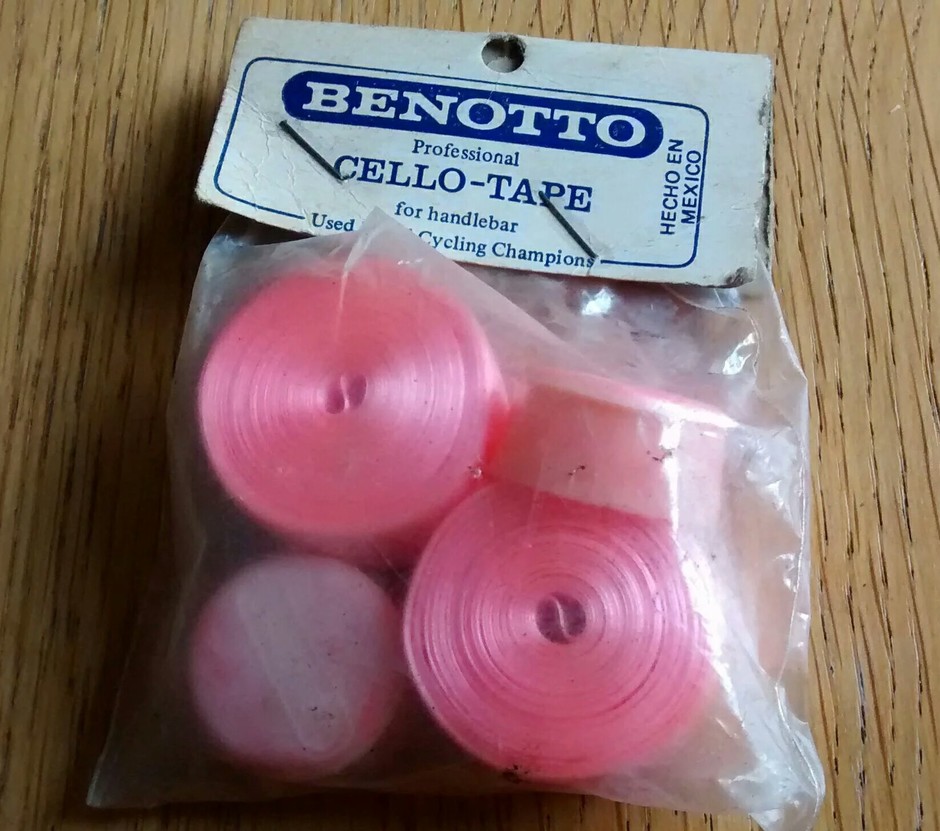 BENOTTO
Professional
CELLO-TAPE
for handlebar
Used Cycling Champions
HECHO EN
MEXICO